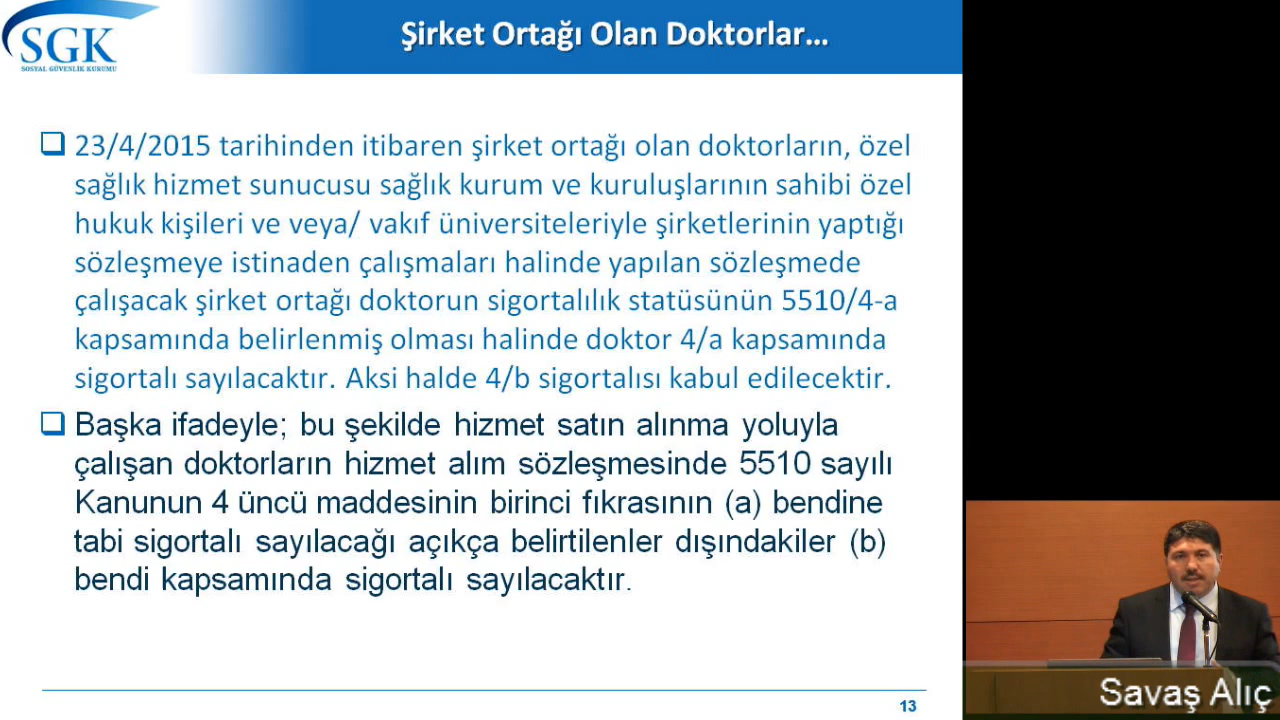 SGK
SOSYAL GÜVENLİK KURUMU
Şirket Ortağı Olan Doktorlar...
23/4/2015 tarihinden itibaren şirket ortağı olan doktorların, özel
sağlık hizmet sunucusu sağlık kurum ve kuruluşlarının sahibi özel
hukuk kişileri ve veya/ vakıf üniversiteleriyle şirketlerinin yaptığı
sözleşmeye istinaden çalışmaları halinde yapılan sözleşmede
çalışacak şirket ortağı doktorun sigortalılık statüsünün 5510/4-a
kapsamında belirlenmiş olması halinde doktor 4/a kapsamında
sigortalı sayılacaktır. Aksi halde 4/b sigortalısı kabul edilecektir.
Başka ifadeyle; bu şekilde hizmet satın alınma yoluyla
çalışan doktorların hizmet alım sözleşmesinde 5510 sayılı
Kanunun 4 üncü maddesinin birinci fıkrasının (a) bendine
tabi sigortalı sayılacağı açıkça belirtilenler dışındakiler (b)
bendi kapsamında sigortalı sayılacaktır.
13
Savaş Alıç